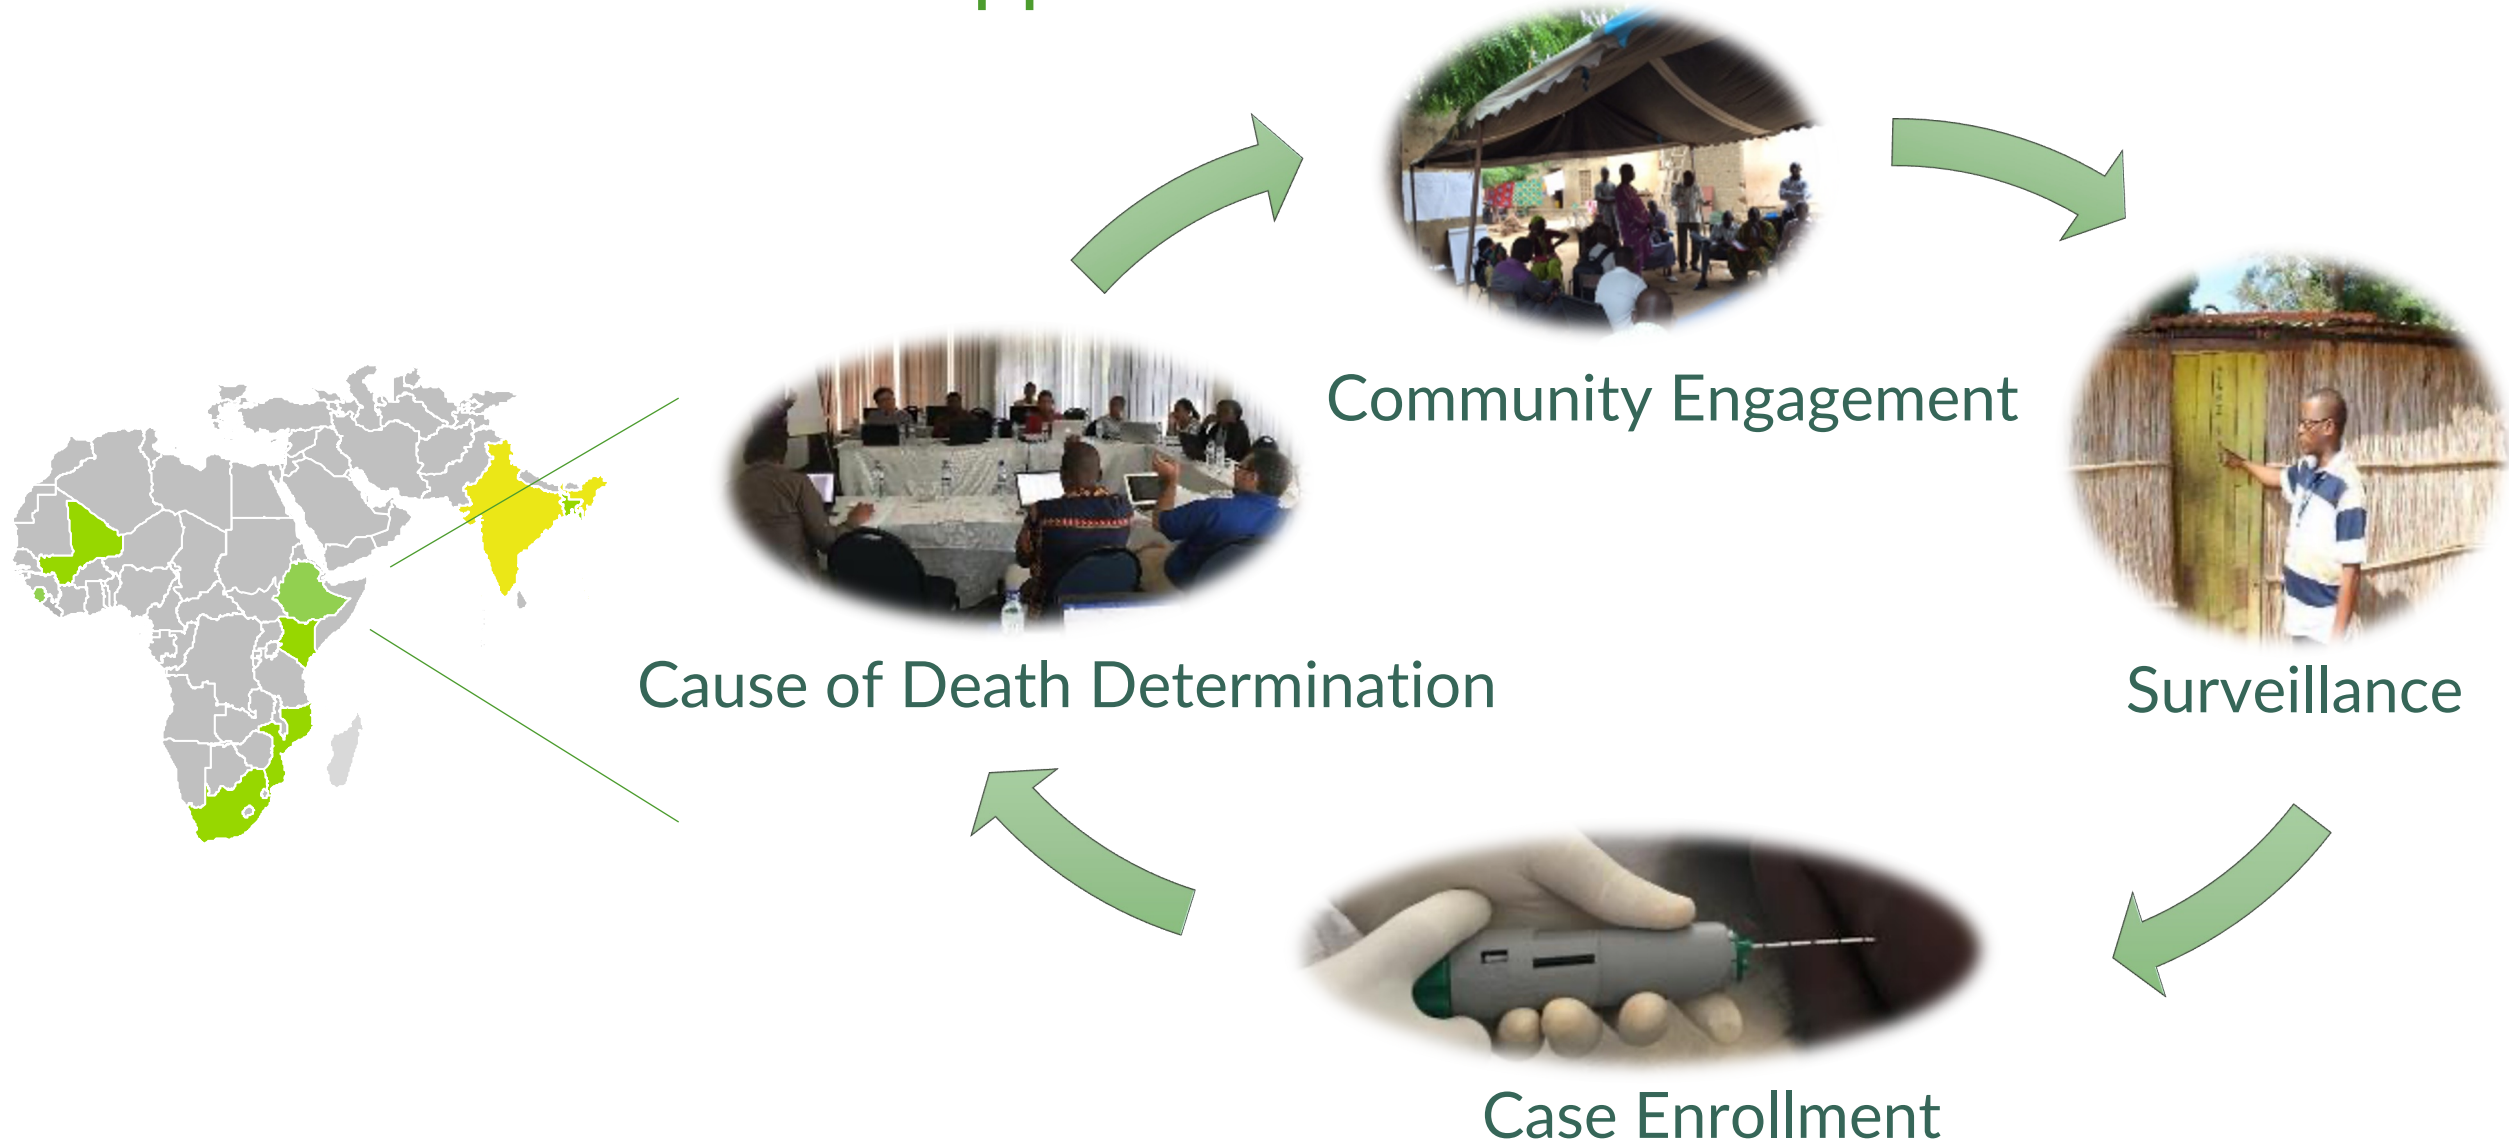 Community Engagement
Surveillance
Cause of Death Determination
Case Enrollment